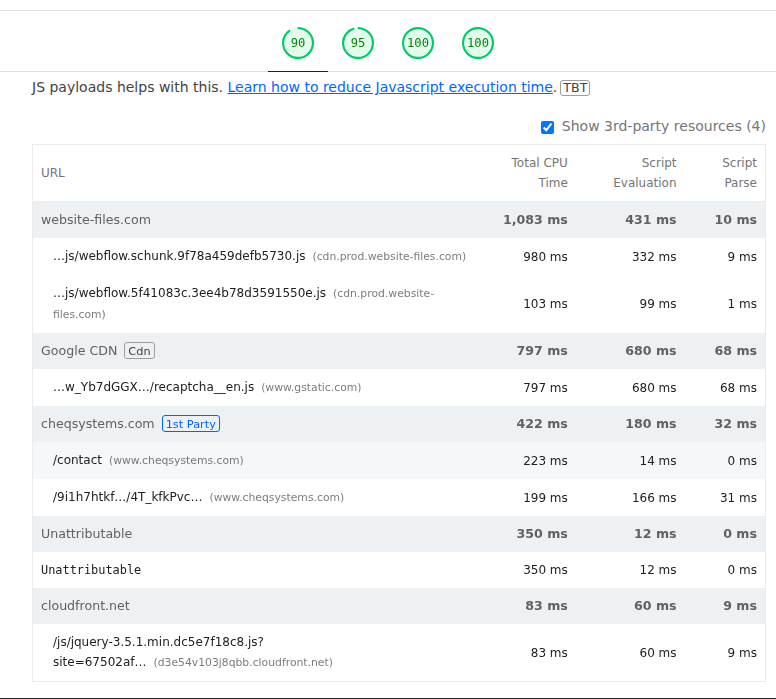 90 95 100 100
JS payloads helps with this. Learn how to reduce Javascript execution time. TBT
Show 3rd-party resources (4)
URL Total CPU Time Script Evaluation Script Parse
website-files.com 1,083 ms 431 ms 10 ms
…js/webflow.schunk.9f78a459defb5730.js (cdn.prod.website-files.com) 980 ms 332 ms 9 ms
…js/webflow.5f41083c.3ee4b78d3591550e.js (cdn.prod.website-
files.com) 103 ms 99 ms 1 ms
Google CDN Cdn 797 ms 680 ms 68 ms
…w_Yb7dGGX…/recaptcha__en.js (www.gstatic.com) 797 ms 680 ms 68 ms
cheqsystems.com 1st Party 422 ms 180 ms 32 ms
/contact (www.cheqsystems.com) 223 ms 14 ms 0 ms
/9i1h7htkf…/4T_kfkPvc… (www.cheqsystems.com) 199 ms 166 ms 31 ms
Unattributable 350 ms 12 ms 0 ms
Unattributable 350 ms 12 ms 0 ms
cloudfront.net 83 ms 60 ms 9 ms
/js/jquery-3.5.1.min.dc5e7f18c8.js?
site=67502af… (d3e54v103j8qbb.cloudfront.net) 83 ms 60 ms 9 ms